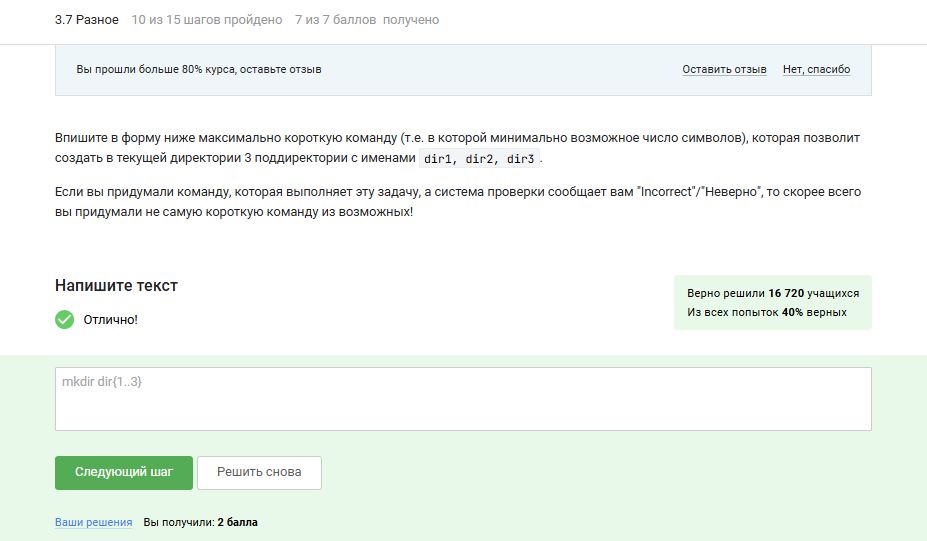 3.7 Разное 10 из 15 шагов пройдено 7 из 7 баллов получено
Вы прошли больше 80% курса, оставьте отзыв Оставить отзыв Нет, спасибо
Впишите в форму ниже максимально короткую команду (т.е. в которой минимально возможное число символов), которая позволит
создать в текущей директории 3 поддиректории с именами dir1, dir2, dir3 .
Если вы придумали команду, которая выполняет эту задачу, а система проверки сообщает вам "Incorrect"/"Неверно", то скорее всего
вы придумали не самую короткую команду из возможных!
Напишите текст
Отлично!
Верно решили 16 720 учащихся
Из всех попыток 40% верных
mkdir dir{1..3}
Следующий шаг Решить снова
Ваши решения Вы получили: 2 балла